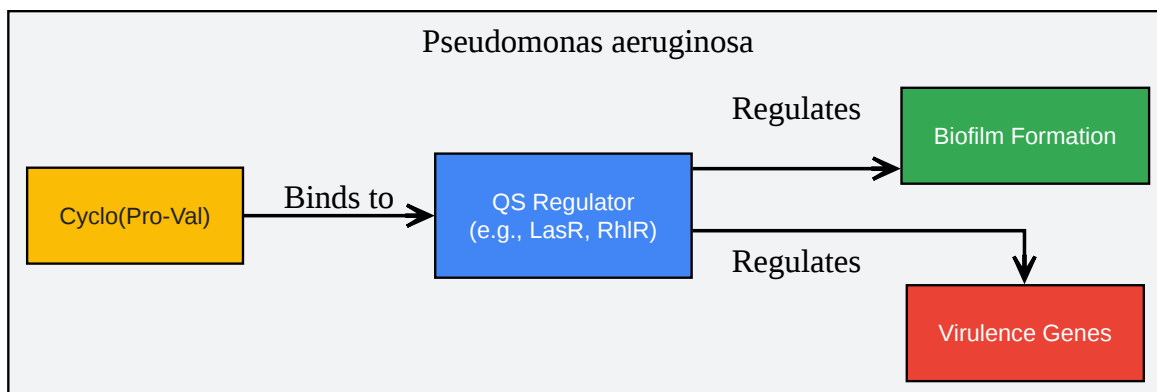 Pseudomonas aeruginosa
Regulates
Biofilm Formation
Cyclo(Pro-Val)
Binds to
QS Regulator
(e.g., LasR, RhlR)
Regulates
Virulence Genes